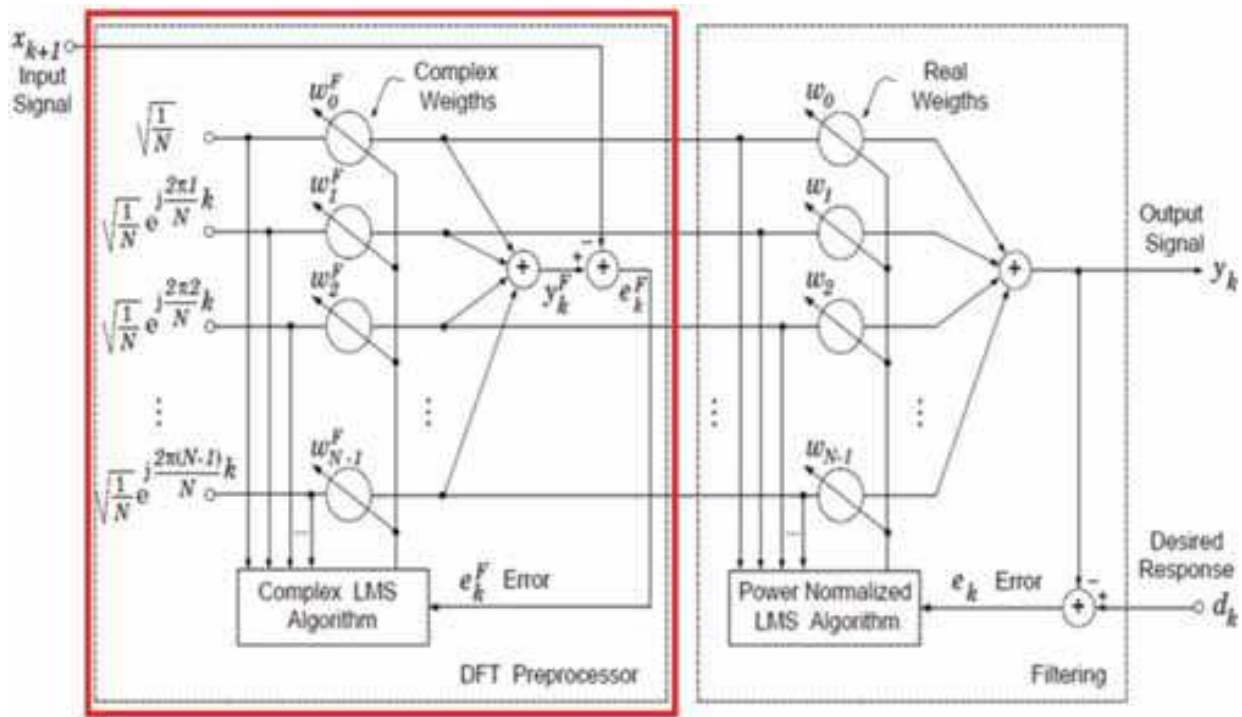 x_{k+1}
Input
Signal
√(1/N)
√(1/N) e^{j(2π1/N)k}
√(1/N) e^{j(2π2/N)k}
⋮
√(1/N) e^{j(2π(N-1)/N)k}
w_0^F
Complex
Weigths
w_1^F
w_2^F
⋮
w_{N-1}^F
...
+
y_k^F
+
−
+
e_k^F
Complex LMS
Algorithm
e_k^F Error
DFT Preprocessor
w_0
Real
Weigths
w_1
w_2
⋮
⋮
w_{N-1}
...
+
Output
Signal
y_k
Power Normalized
LMS Algorithm
e_k Error
−
+
+
Desired
Response
d_k
Filtering